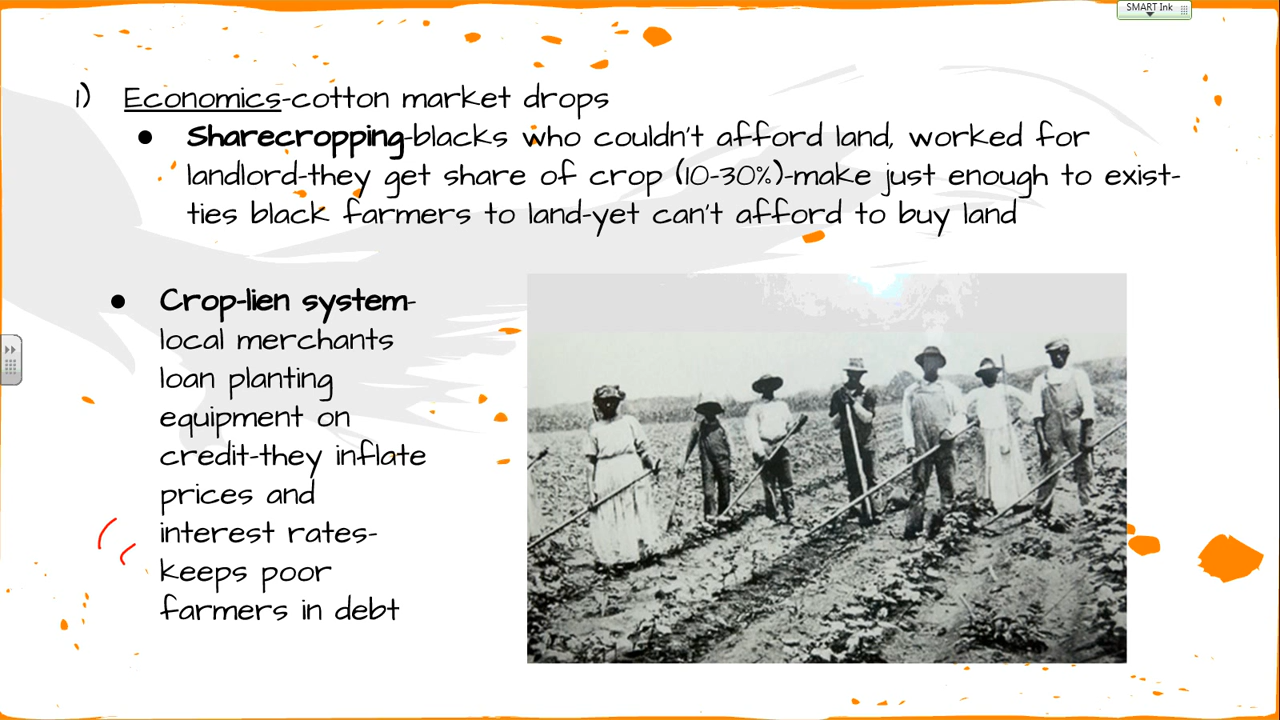 SMART Ink
1) Economics-cotton market drops
● Sharecropping-blacks who couldn't afford land, worked for
landlord-they get share of crop (10-30%)-make just enough to exist-
ties black farmers to land-yet can't afford to buy land
● Crop-lien system-
local merchants
loan planting
equipment on
credit-they inflate
prices and
interest rates-
keeps poor
farmers in debt